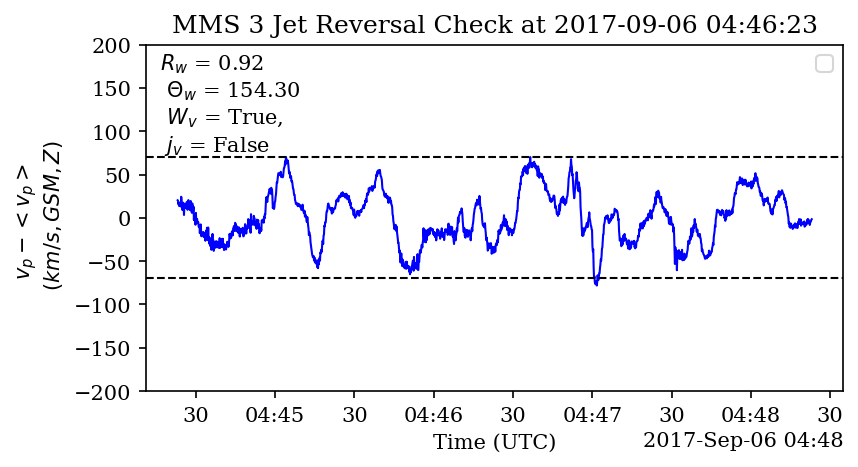 MMS 3 Jet Reversal Check at 2017-09-06 04:46:23
R_w = 0.92
Θ_w = 154.30
W_v = True,
j_v = False
v_p − < v_p >
(km/s, GSM, Z)
200
150
100
50
0
−50
−100
−150
−200
30 04:45 30 04:46 30 04:47 30 04:48 30
Time (UTC)
2017-Sep-06 04:48